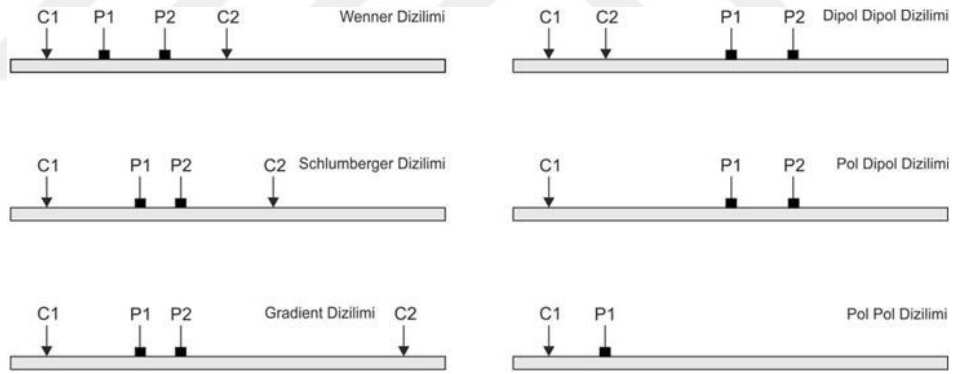 C1 P1 P2 C2 Wenner Dizilimi
C1 C2 P1 P2 Dipol Dipol Dizilimi
C1 P1 P2 C2 Schlumberger Dizilimi
C1 P1 P2 Pol Dipol Dizilimi
C1 P1 P2 Gradient Dizilimi C2
C1 P1 Pol Pol Dizilimi